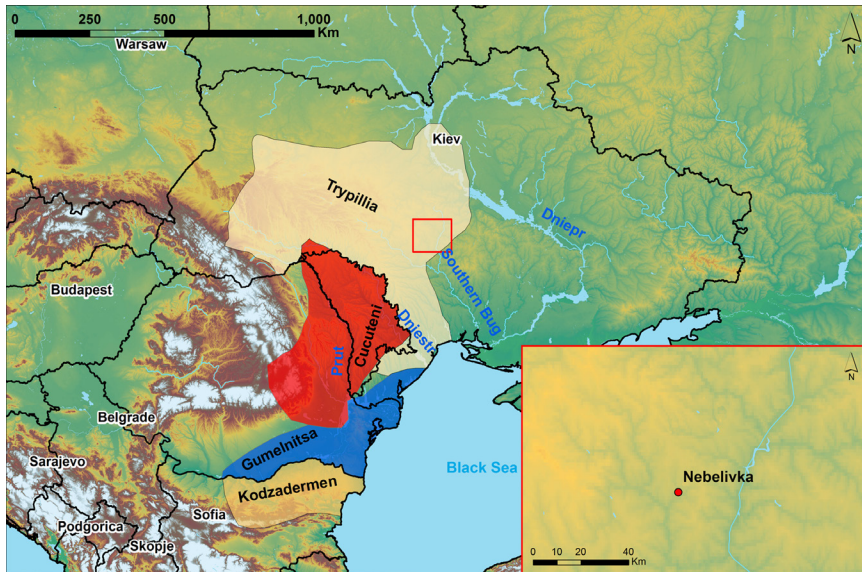 0 250 500 1,000
Km
Warsaw
N
Kiev
Trypillia
Dniepr
Southern Bug
Budapest
Dniestr
Cucuteni
Prut
Belgrade
Gumelnitsa
Black Sea
Sarajevo
Kodzadermen
Sofia
Podgorica
Skopje
N
Nebelivka
0 10 20 40
Km